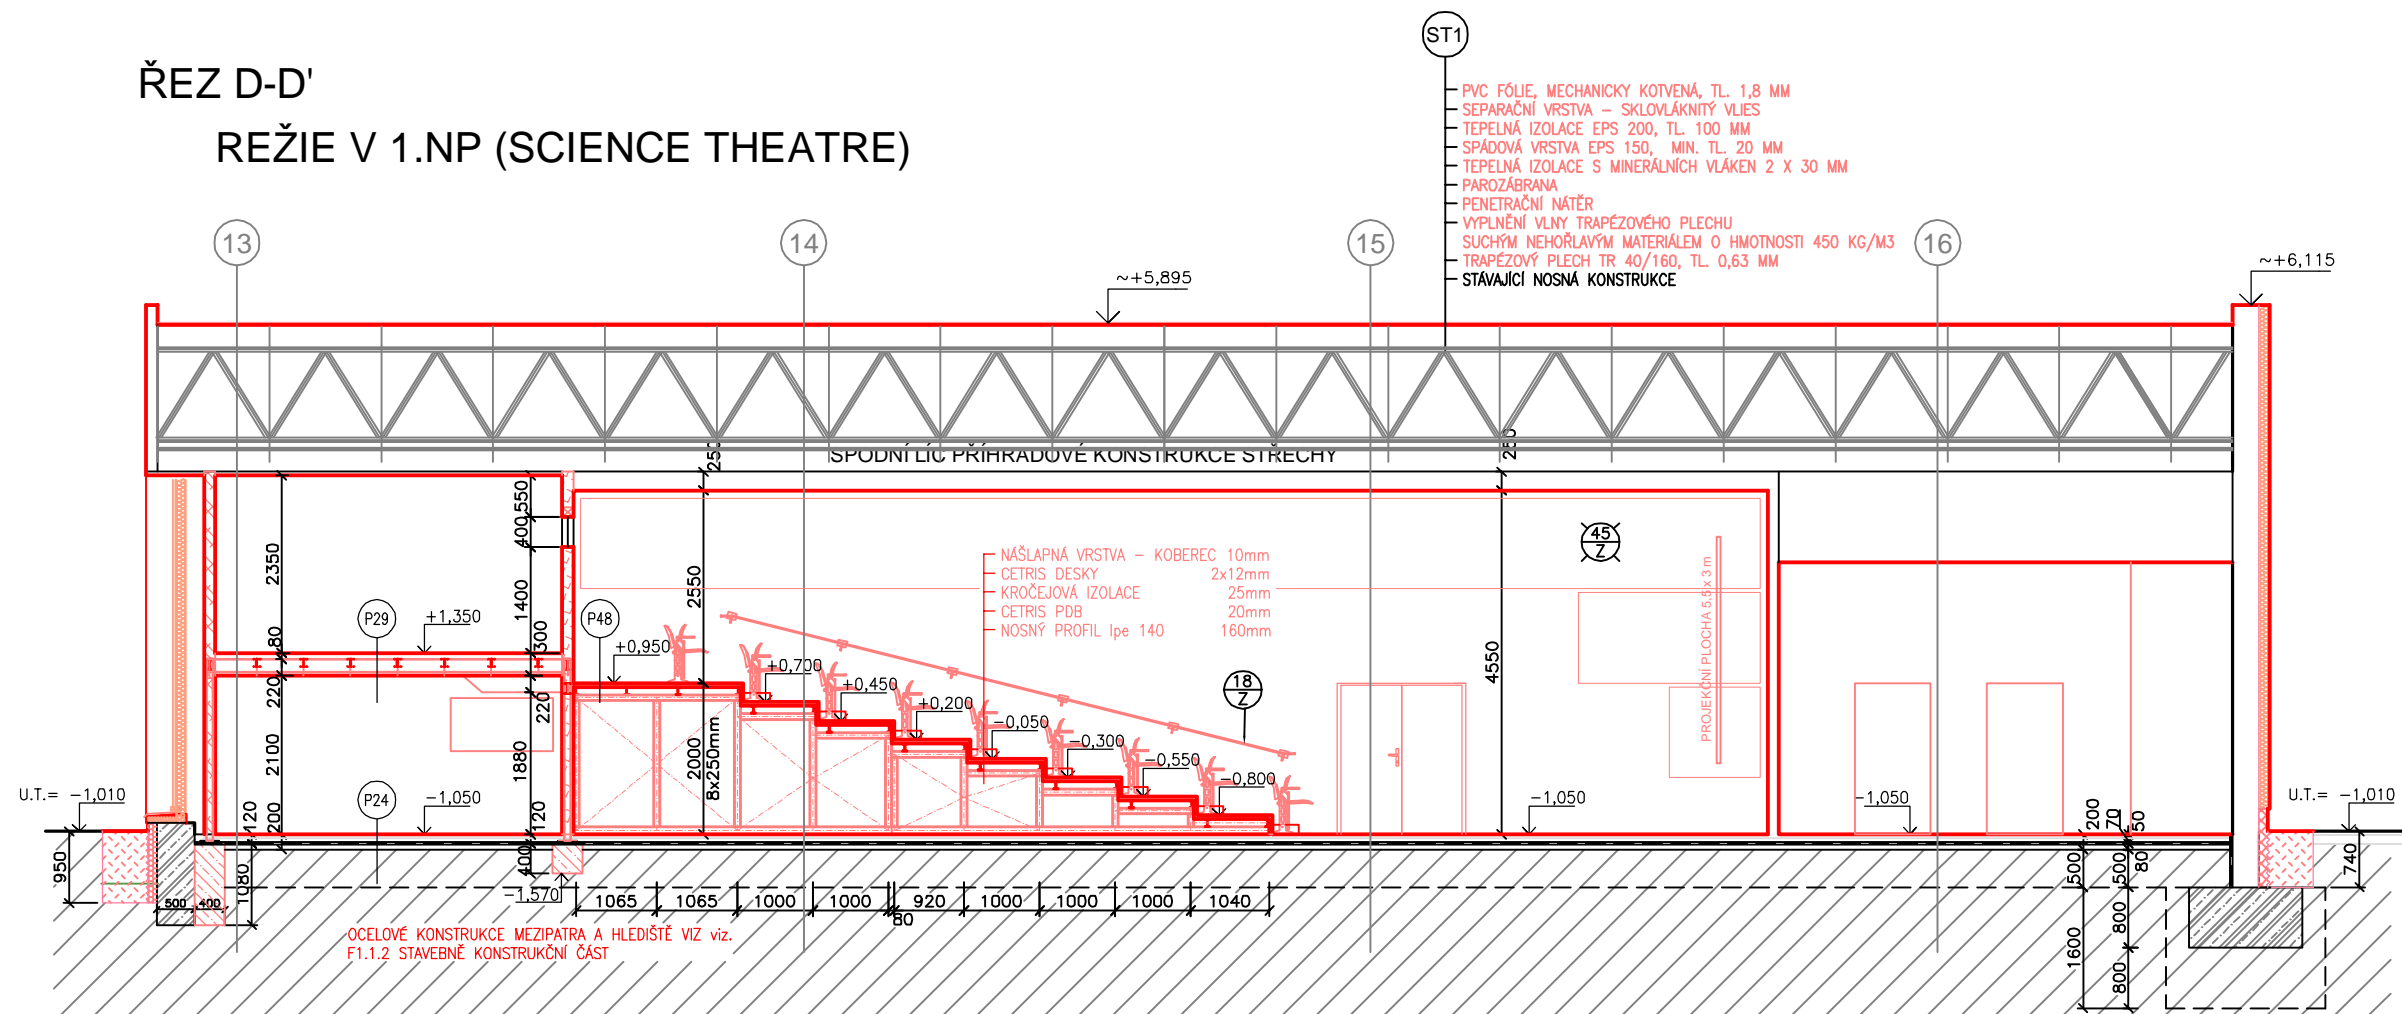 ŘEZ D-D'
REŽIE V 1.NP (SCIENCE THEATRE)
ST1
PVC FÓLIE, MECHANICKY KOTVENÁ, TL. 1,8 MM
SEPARAČNÍ VRSTVA – SKLOVLÁKNITÝ VLIES
TEPELNÁ IZOLACE EPS 200, TL. 100 MM
SPÁDOVÁ VRSTVA EPS 150, MIN. TL. 20 MM
TEPELNÁ IZOLACE S MINERÁLNÍCH VLÁKEN 2 X 30 MM
PAROZÁBRANA
PENETRAČNÍ NÁTĚR
VYPLNĚNÍ VLNY TRAPÉZOVÉHO PLECHU
SUCHÝM NEHOŘLAVÝM MATERIÁLEM O HMOTNOSTI 450 KG/M3
TRAPÉZOVÝ PLECH TR 40/160, TL. 0,63 MM
STÁVAJÍCÍ NOSNÁ KONSTRUKCE
13
14
15
16
~+5,895
~+6,115
SPODNÍ LÍC PŘÍHRADOVÉ KONSTRUKCE STŘECHY
250
250
2350
80
220
2100
200
120
1080
550
400
1400
300
220
1880
120
400
2550
2000
8x250mm
4550
NÁŠLAPNÁ VRSTVA – KOBEREC 10mm
CETRIS DESKY 2x12mm
KROČEJOVÁ IZOLACE 25mm
CETRIS PDB 20mm
NOSNÝ PROFIL Ipe 140 160mm
45
Z
18
Z
PROJEKČNÍ PLOCHA 5,5x 3 m
P29
P48
P24
+1,350
+0,950
+0,700
+0,450
+0,200
-0,050
-0,300
-0,550
-0,800
-1,050
-1,050
-1,050
U.T.= -1,010
U.T.= -1,010
950
500
400
-1,570
1065
1065
1000
1000
80
920
1000
1000
1000
1040
200
70
50
80
500
500
800
800
1600
740
OCELOVÉ KONSTRUKCE MEZIPATRA A HLEDIŠTĚ VIZ viz.
F1.1.2 STAVEBNĚ KONSTRUKČNÍ ČÁST